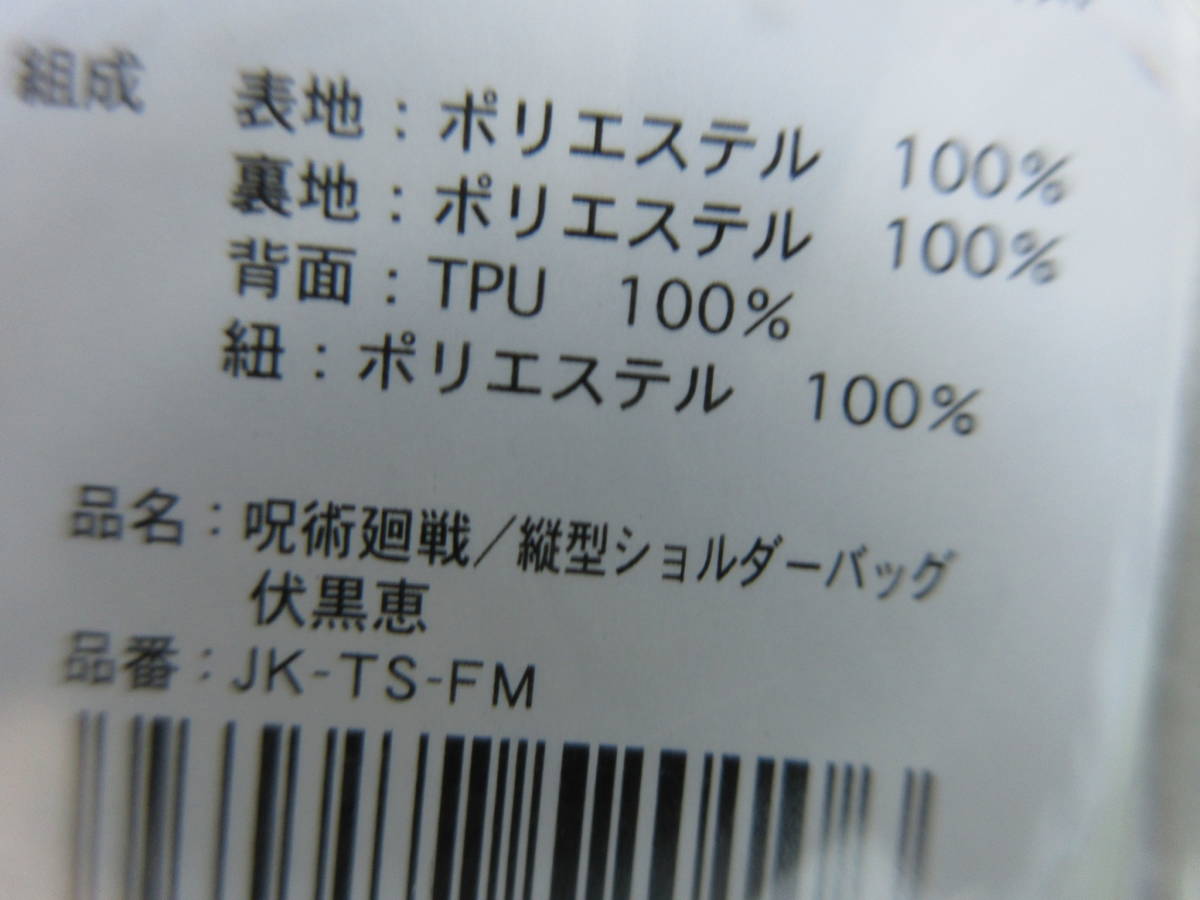 組成 表地：ポリエステル 100%
裏地：ポリエステル 100%
背面：TPU 100%
紐：ポリエステル 100%
品名：呪術廻戦／縦型ショルダーバッグ
伏黒恵
品番：JK-TS-FM